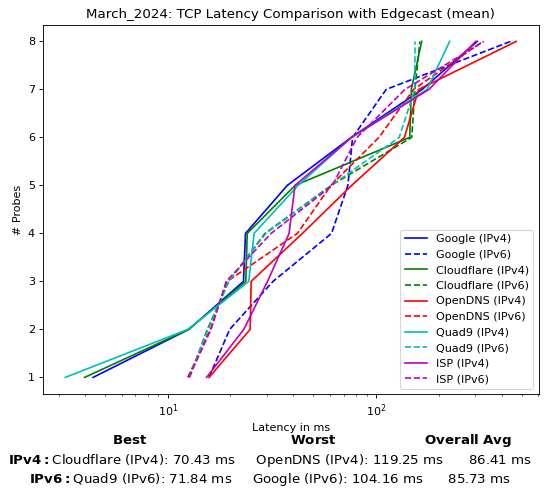 March_2024: TCP Latency Comparison with Edgecast (mean)
8
7
6
5
4
3
2
1
# Probes
Google (IPv4)
Google (IPv6)
Cloudflare (IPv4)
Cloudflare (IPv6)
OpenDNS (IPv4)
OpenDNS (IPv6)
Quad9 (IPv4)
Quad9 (IPv6)
ISP (IPv4)
ISP (IPv6)
10¹ 10²
Latency in ms
Best Worst Overall Avg
IPv4: Cloudflare (IPv4): 70.43 ms OpenDNS (IPv4): 119.25 ms 86.41 ms
IPv6: Quad9 (IPv6): 71.84 ms Google (IPv6): 104.16 ms 85.73 ms